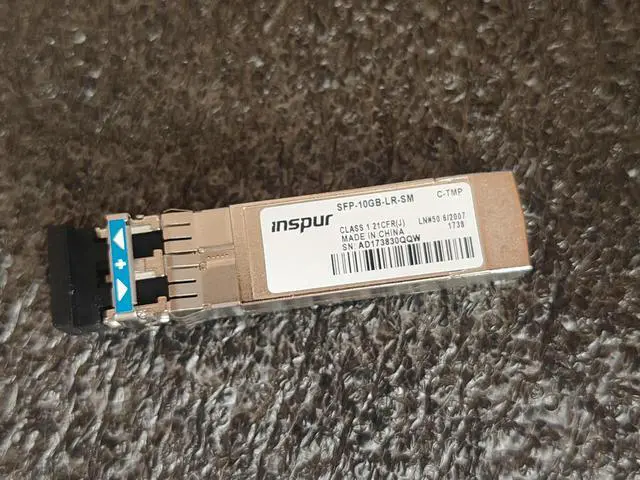 SFP-10GB-LR-SM C-TMP
inspur
CLASS 1 21CFR(J) LN#50 6/2007
MADE IN CHINA 1738
SN: AD173830QQW